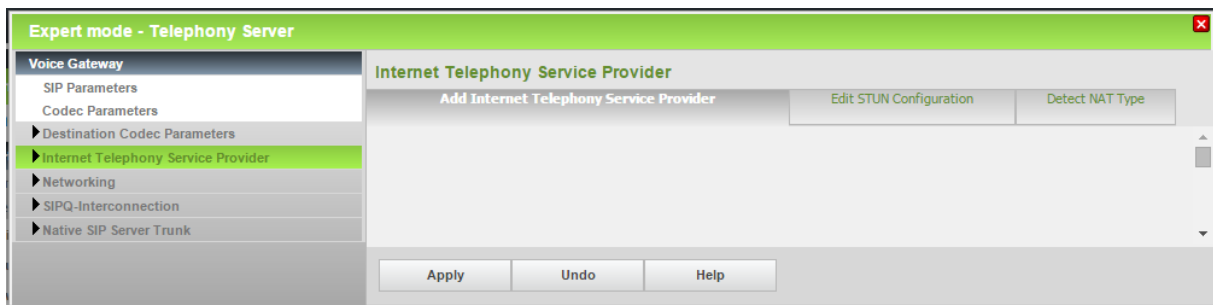 Expert mode - Telephony Server
Voice Gateway
SIP Parameters
Codec Parameters
Destination Codec Parameters
Internet Telephony Service Provider
Networking
SIPQ-Interconnection
Native SIP Server Trunk
Internet Telephony Service Provider
Add Internet Telephony Service Provider
Edit STUN Configuration
Detect NAT Type
Apply
Undo
Help